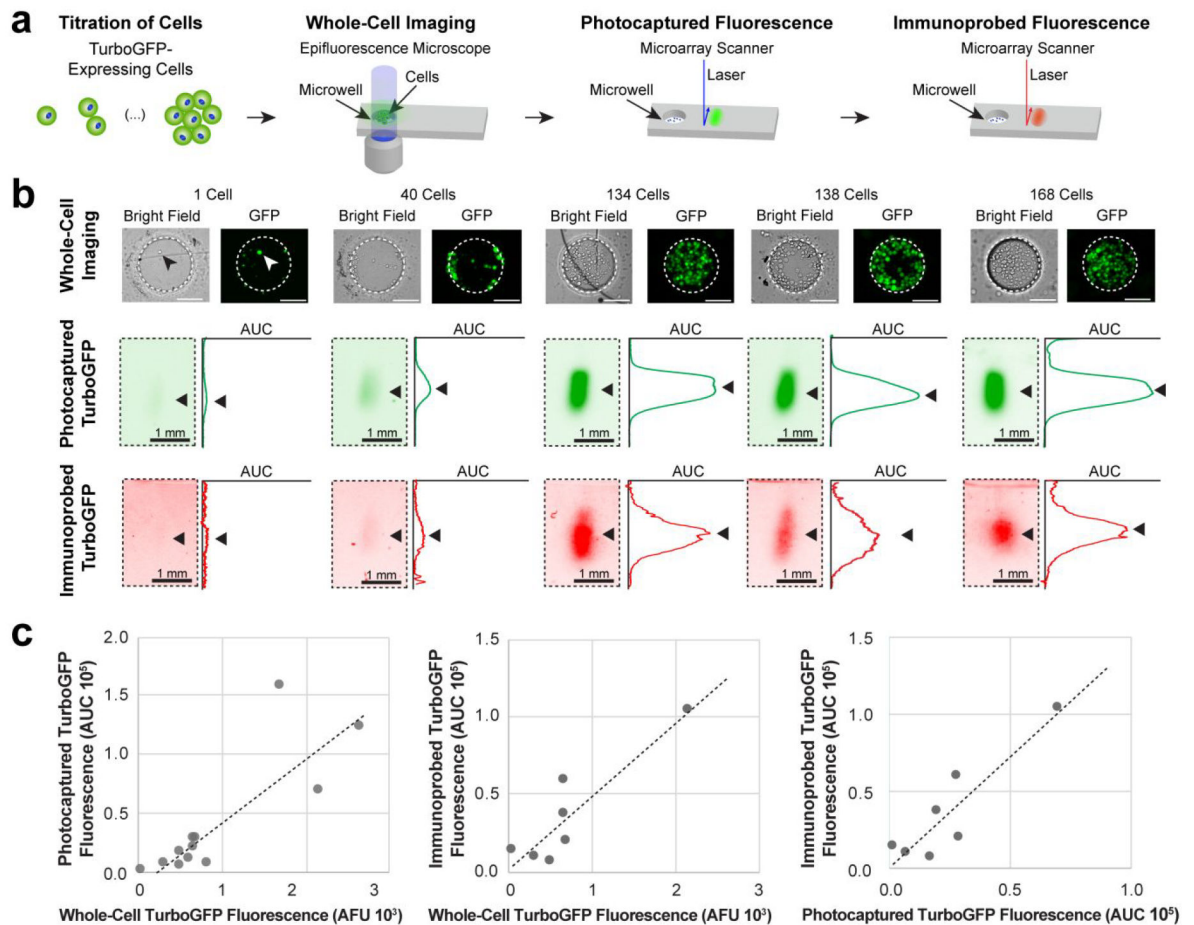 a
Titration of Cells
TurboGFP-
Expressing Cells
(...)
Whole-Cell Imaging
Epifluorescence Microscope
Cells
Microwell
Photocaptured Fluorescence
Microarray Scanner
Laser
Microwell
Immunoprobed Fluorescence
Microarray Scanner
Laser
Microwell
b
1 Cell
40 Cells
134 Cells
138 Cells
168 Cells
Whole-Cell
Imaging
Bright Field
GFP
Bright Field
GFP
Bright Field
GFP
Bright Field
GFP
Bright Field
GFP
Photocaptured
TurboGFP
AUC
AUC
AUC
AUC
AUC
1 mm
1 mm
1 mm
1 mm
1 mm
Immunoprobed
TurboGFP
AUC
AUC
AUC
AUC
AUC
1 mm
1 mm
1 mm
1 mm
1 mm
c
Photocaptured TurboGFP
Fluorescence (AUC 10⁵)
2.0
1.5
1.0
0.5
0.0
0
1
2
3
Whole-Cell TurboGFP Fluorescence (AFU 10³)
Immunoprobed TurboGFP
Fluorescence (AUC 10⁵)
1.5
1.0
0.5
0.0
0
1
2
3
Whole-Cell TurboGFP Fluorescence (AFU 10³)
Immunoprobed TurboGFP
Fluorescence (AUC 10⁵)
1.5
1.0
0.5
0.0
0.0
0.5
1.0
Photocaptured TurboGFP Fluorescence (AUC 10⁵)